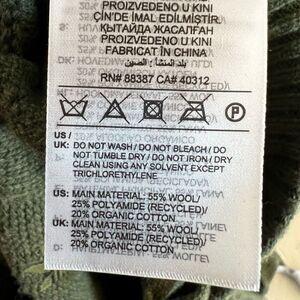 PROIZVEDENO U KINI
ÇİN'DE İMAL EDİLMİŞTİR
ҚЫТАЙДА ЖАСАЛҒАН
PROIZVEDENO U KINI
FABRICAT ÎN CHINA
بلد المنشأ : الصين
RN# 88387 CA# 40312
P
US /
UK: DO NOT WASH / DO NOT BLEACH / DO
NOT TUMBLE DRY / DO NOT IRON / DRY
CLEAN USING ANY SOLVENT EXCEPT
TRICHLORETHYLENE
US: MAIN MATERIAL: 55% WOOL/
25% POLYAMIDE (RECYCLED)/
20% ORGANIC COTTON
UK: MAIN MATERIAL: 55% WOOL/
25% POLYAMIDE (RECYCLED)/
20% ORGANIC COTTON